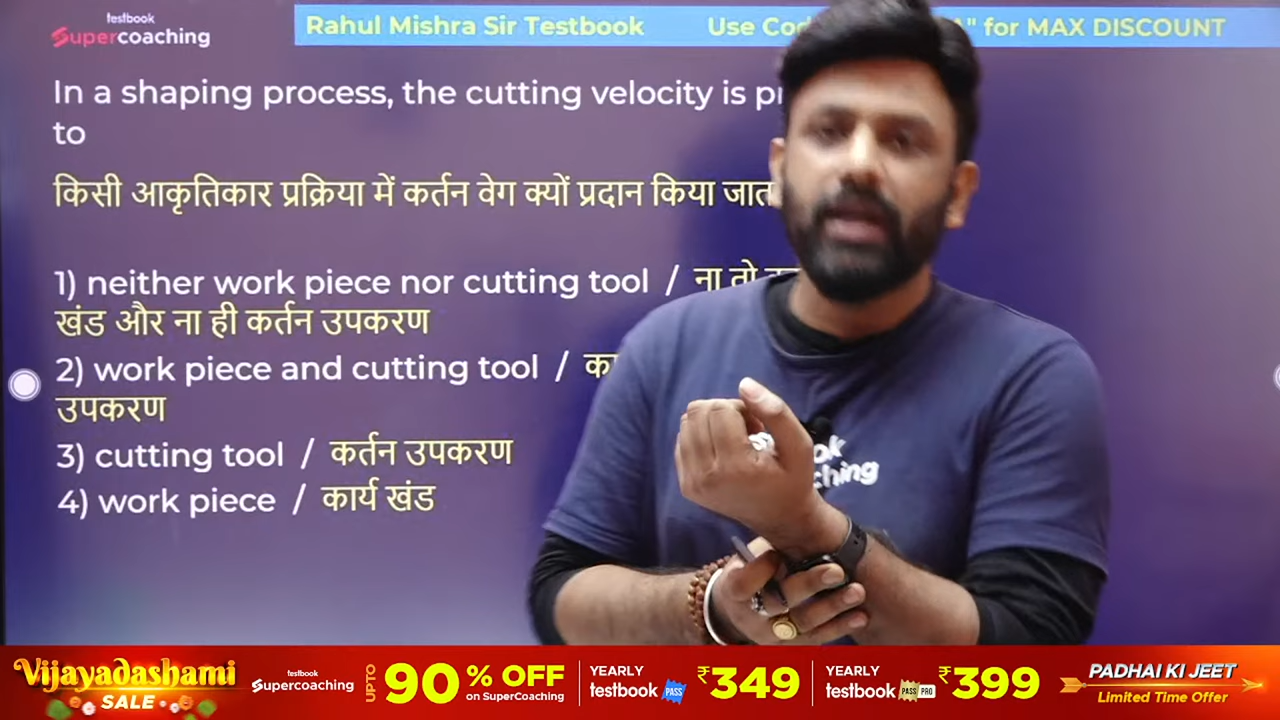 testbook
Supercoaching
Rahul Mishra Sir Testbook
Use for MAX DISCOUNT
In a shaping process, the cutting velocity is
to
किसी आकृतिकार प्रक्रिया में कर्तन वेग क्यों प्रदान किया
1) neither work piece nor cutting tool / ना तो
खंड और ना ही कर्तन उपकरण
2) work piece and cutting tool /
उपकरण
3) cutting tool / कर्तन उपकरण
4) work piece / कार्य खंड
Vijayadashami
SALE
testbook
Supercoaching
UPTO 90% OFF
on SuperCoaching
YEARLY
testbook PASS
₹349
YEARLY
testbook PASS PRO
₹399
PADHAI KI JEET
Limited Time Offer